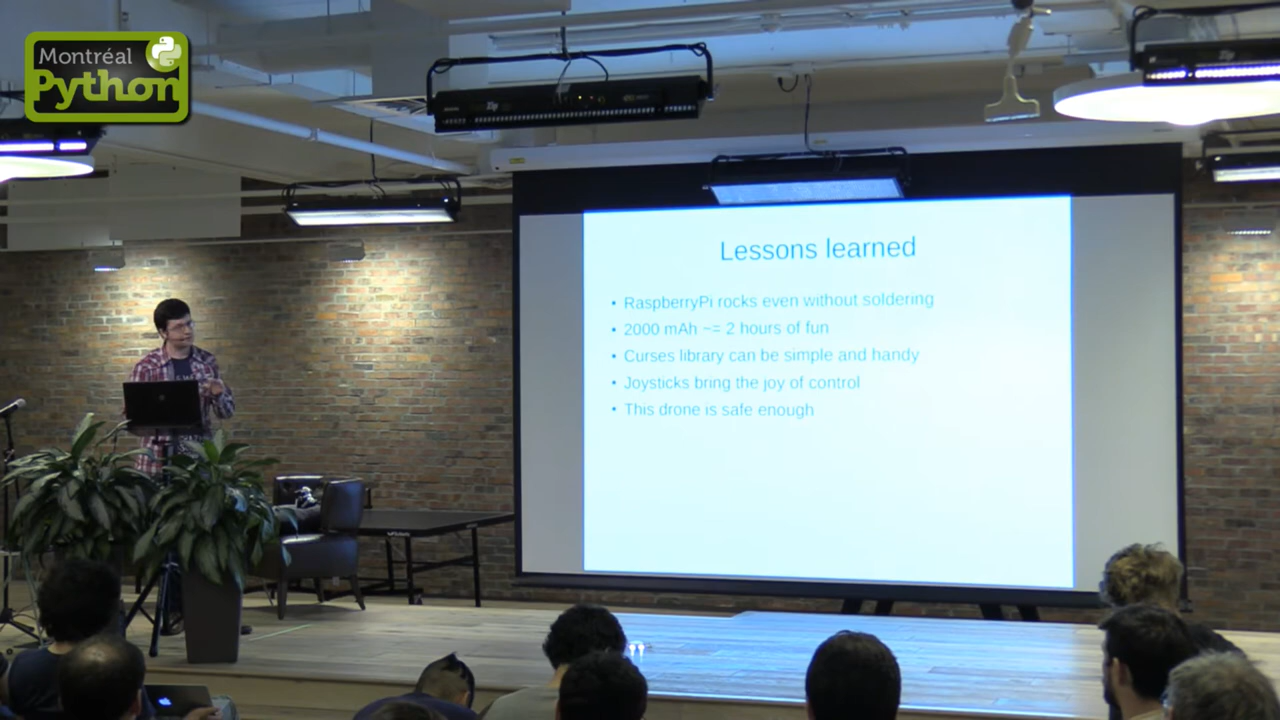 Montréal
Python
Lessons learned
• RaspberryPi rocks even without soldering
• 2000 mAh ~= 2 hours of fun
• Curses library can be simple and handy
• Joysticks bring the joy of control
• This drone is safe enough